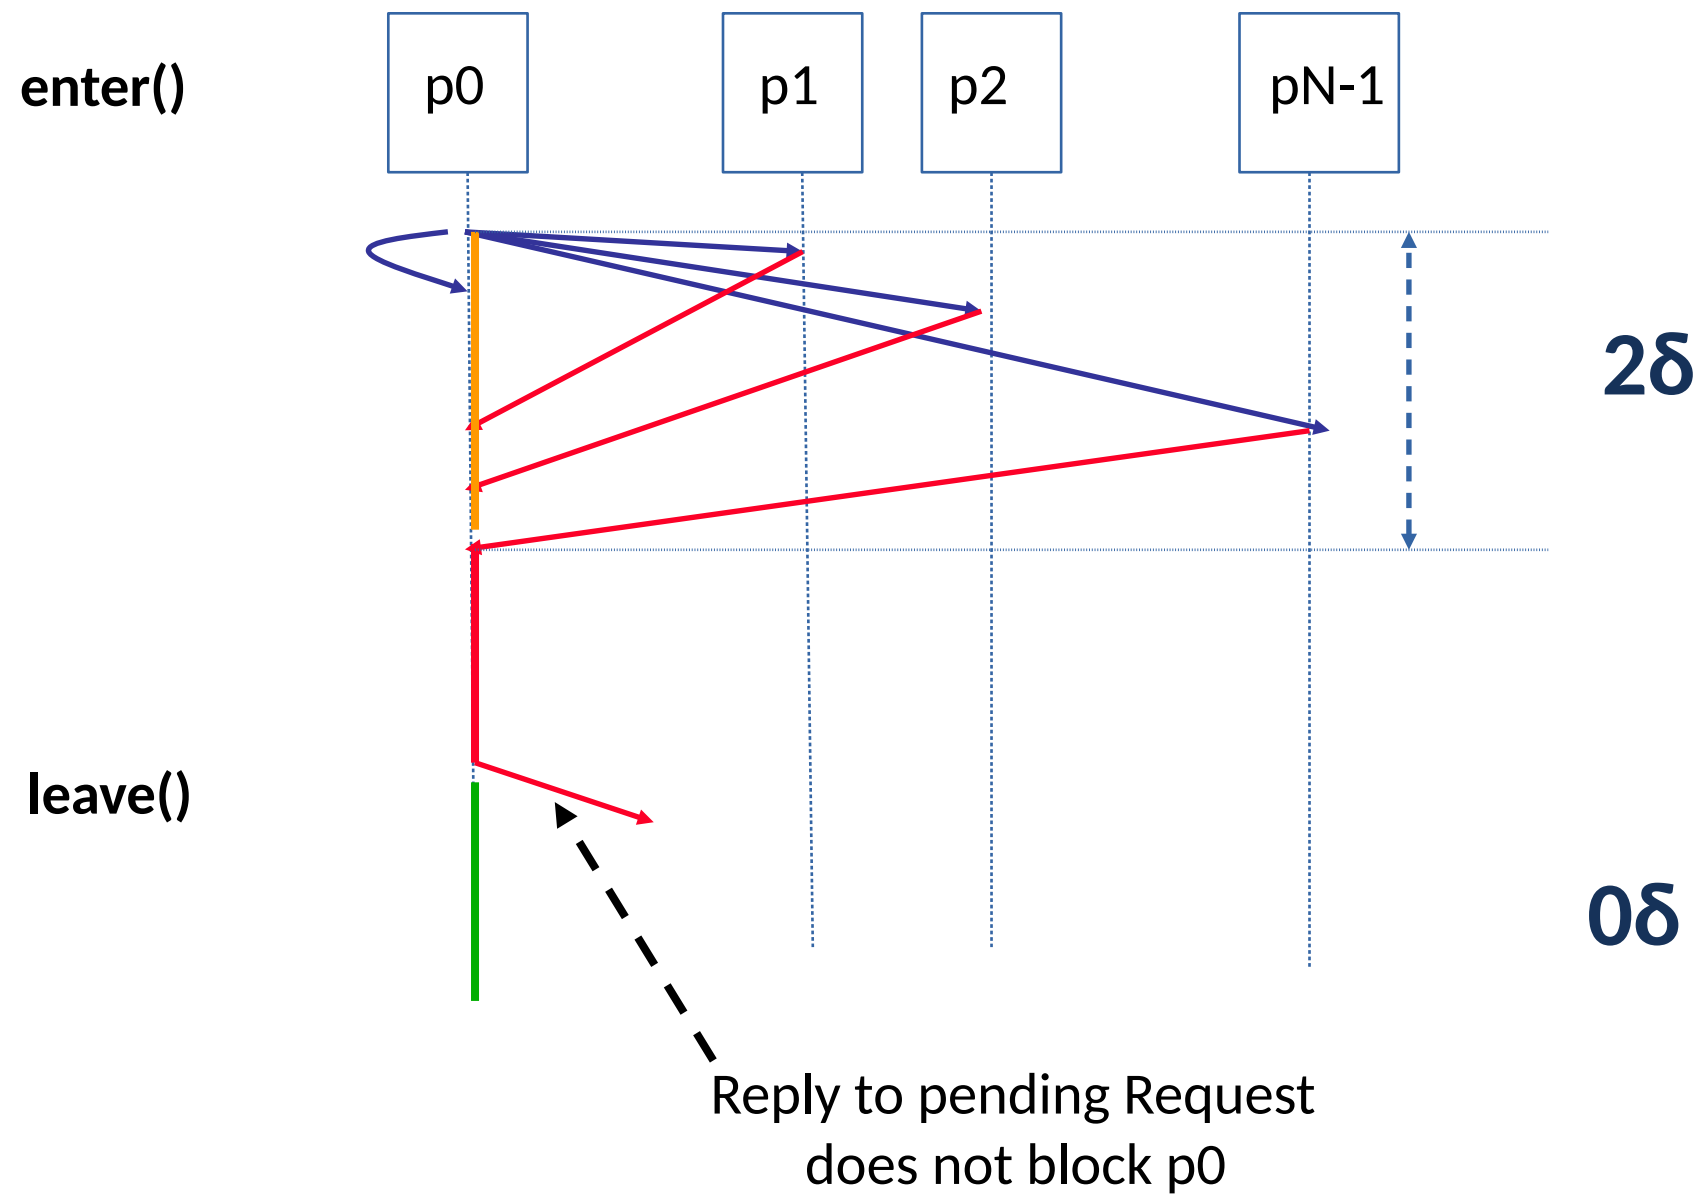 enter()
p0
p1
p2
pN-1
2δ
leave()
0δ
Reply to pending Request
does not block p0